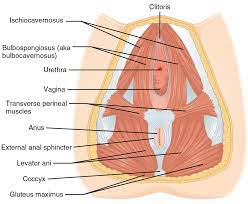 Clitoris
Ischiocavernosus
Bulbospongiosus (aka
bulbocavernosus)
Urethra
Vagina
Transverse perineal
muscles
Anus
External anal sphincter
Levator ani
Coccyx
Gluteus maximus